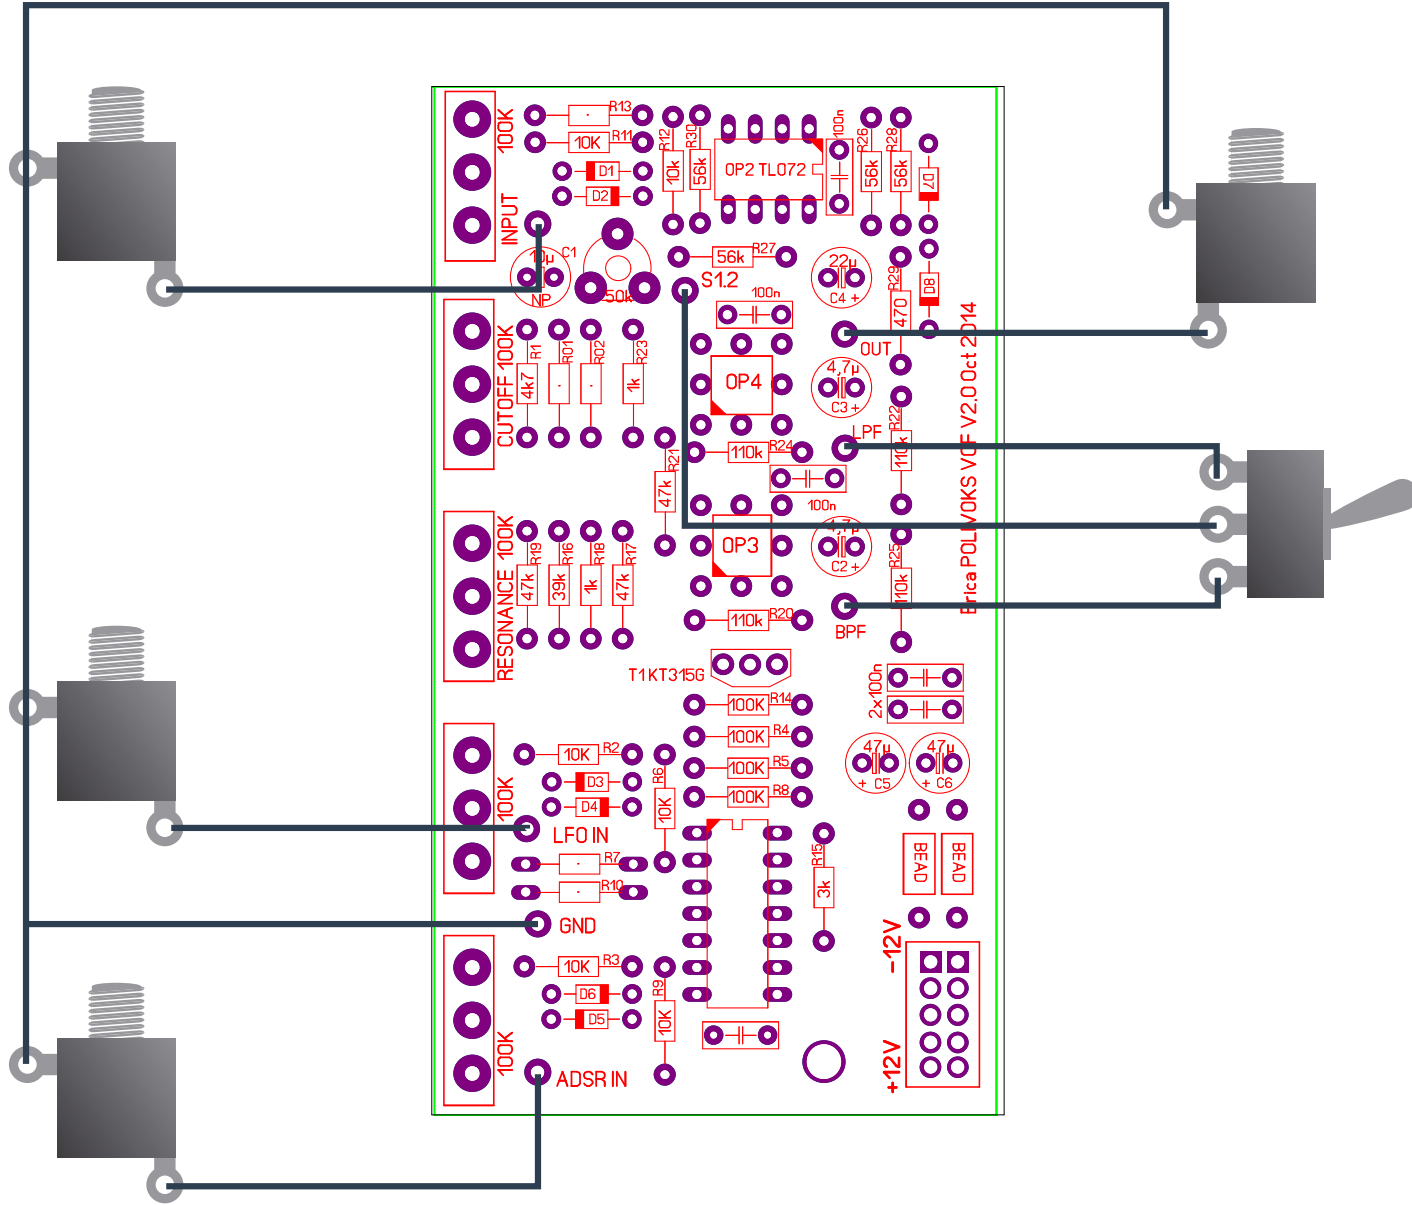 100K
INPUT
R13
-
10K
R11
D1
D2
R12
10k
R30
56k
OP2 TL072
100n
R26
56k
R28
56k
D7
10µ
C1
NP
50k
56k
R27
S1.2
100n
22µ
C4 +
R29
470
D8
OUT
CUTOFF 100K
R1
4k7
R01
-
R02
-
R23
1k
OP4
4,7µ
C3 +
LPF
R22
110k
R21
47k
110k
R24
100n
RESONANCE 100K
R19
47k
R16
39k
R18
1k
R17
47k
OP3
4,7µ
C2 +
R25
110k
110k
R20
BPF
Erica POLIVOKS VCF V2.0 Oct 2014
T1 KT315G
2x100n
100K
R14
100K
R4
100K
R5
100K
R8
47µ
+ C5
47µ
+ C6
100K
10K
R2
D3
D4
LFO IN
R6
10K
-
R7
-
R10
GND
R15
3k
BEAD
BEAD
-12V
+12V
100K
10K
R3
D6
D5
R9
10K
ADSR IN